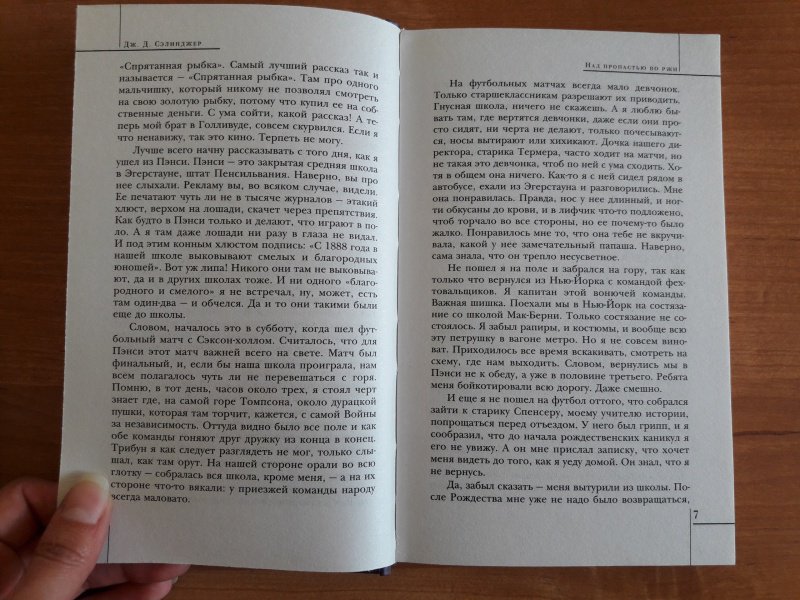 Дж. Д. Сэлинджер
“Спрятанная рыбка”. Самый лучший рассказ так и
называется — “Спрятанная рыбка”. Там про одного
мальчишку, который никому не позволял смотреть
на свою золотую рыбку, потому что купил ее на соб-
ственные деньги. С ума сойти, какой рассказ! А те-
перь мой брат в Голливуде, совсем скурвился. Если я
что ненавижу, так это кино. Терпеть не могу.
Лучше всего начну рассказывать с того дня, как я
ушел из Пэнси. Пэнси — это закрытая средняя школа
в Эгерстауне, штат Пенсильвания. Наверно, вы про
нее слыхали. Рекламу вы, во всяком случае, видели.
Ее печатают чуть ли не в тысяче журналов — этакий
хлюст, верхом на лошади, скачет через препятствия.
Как будто в Пэнси только и делают, что играют в по-
ло. А я там даже лошади ни разу в глаза не видал.
И под этим конным хлюстом подпись: «С 1888 года в
нашей школе выковывают смелых и благородных
юношей». Вот уж липа! Никого они там не выковыва-
ют, да и в других школах тоже. И ни одного «благо-
родного и смелого» я не встречал, ну, может, есть
там один-два — и обчелся. Да и то они такими были
еще до школы.
Словом, началось это в субботу, когда шел фут-
больный матч с Сэксон-холлом. Считалось, что для
Пэнси этот матч важней всего на свете. Матч был
финальный, и, если бы наша школа проиграла, нам
всем полагалось чуть ли не перевешаться с горя.
Помню, в тот день, часов около трех, я стоял черт
знает где, на самой горе Томпсона, около дурацкой
пушки, которая там торчит, кажется, с самой Войны
за независимость. Оттуда видно было все поле и как
обе команды гоняют друг дружку из конца в конец.
Трибун я как следует разглядеть не мог, только слы-
шал, как там орут. На нашей стороне орали во всю
глотку — собралась вся школа, кроме меня, — а на их
стороне что-то вякали: у приезжей команды народу
всегда маловато.
Над пропастью во ржи
На футбольных матчах всегда мало девчонок.
Только старшеклассникам разрешают их приводить.
Гнусная школа, ничего не скажешь. А я люблю бы-
вать там, где вертятся девчонки, даже если они про-
сто сидят, ни черта не делают, только почесывают-
ся, носы вытирают или хихикают. Дочка нашего ди-
ректора, старика Термера, часто ходит на матчи, но
не такая это девчонка, чтоб по ней с ума сходить. Хо-
тя в общем она ничего. Как-то я с ней сидел рядом в
автобусе, ехали из Эгерстауна и разговорились. Мне
она понравилась. Правда, нос у нее длинный, и ног-
ти обкусаны до крови, и в лифчик что-то подложено,
чтоб торчало во все стороны, но ее почему-то было
жалко. Понравилось мне то, что она тебе не вкручи-
вала, какой у нее замечательный папаша. Наверно,
сама знала, что он трепло несусветное.
Не пошел я на поле и забрался на гору, так как
только что вернулся из Нью-Йорка с командой фех-
товальщиков. Я капитан этой вонючей команды.
Важная шишка. Поехали мы в Нью-Йорк на состяза-
ние со школой Мак-Берни. Только состязание не со-
стоялось. Я забыл рапиры, и костюмы, и вообще всю
эту петрушку в вагоне метро. Но я не совсем вино-
ват. Приходилось все время вскакивать, смотреть на
схему, где нам выходить. Словом, вернулись мы в
Пэнси не к обеду, а уже в половине третьего. Ребята
меня бойкотировали всю дорогу. Даже смешно.
И еще я не пошел на футбол оттого, что собрался
зайти к старику Спенсеру, моему учителю истории,
попрощаться перед отъездом. У него был грипп, и я
сообразил, что до начала рождественских каникул я
его не увижу. А он мне прислал записку, что хочет
меня видеть до того, как я уеду домой. Он знал, что я
не вернусь.
Да, забыл сказать — меня вытурили из школы. По-
сле Рождества мне уже не надо было возвращаться,
7